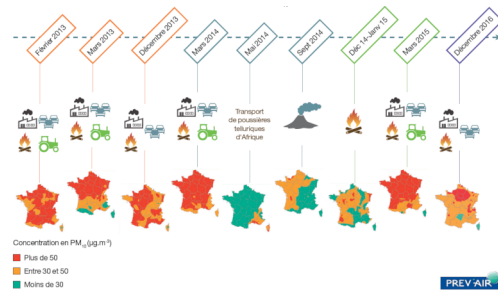 Février 2013
Mars 2013
Décembre 2013
Mars 2014
Mai 2014
Sept 2014
Déc 14-Janv 15
Mars 2015
Décembre 2016
Transport
de poussières
telluriques
d'Afrique
Concentration en PM₁₀ (µg.m⁻³)
Plus de 50
Entre 30 et 50
Moins de 30
PREV'AIR